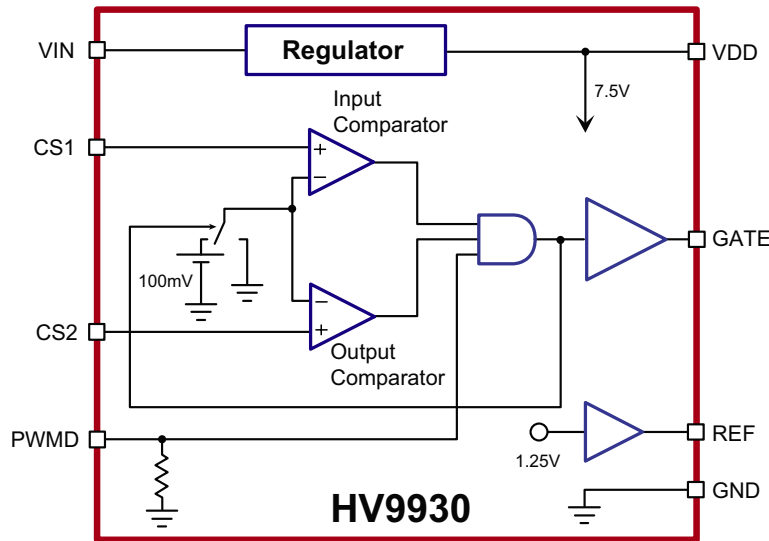 VIN
Regulator
VDD
7.5V
Input
Comparator
CS1
+
−
100mV
GATE
−
+
CS2
Output
Comparator
PWMD
1.25V
REF
GND
HV9930